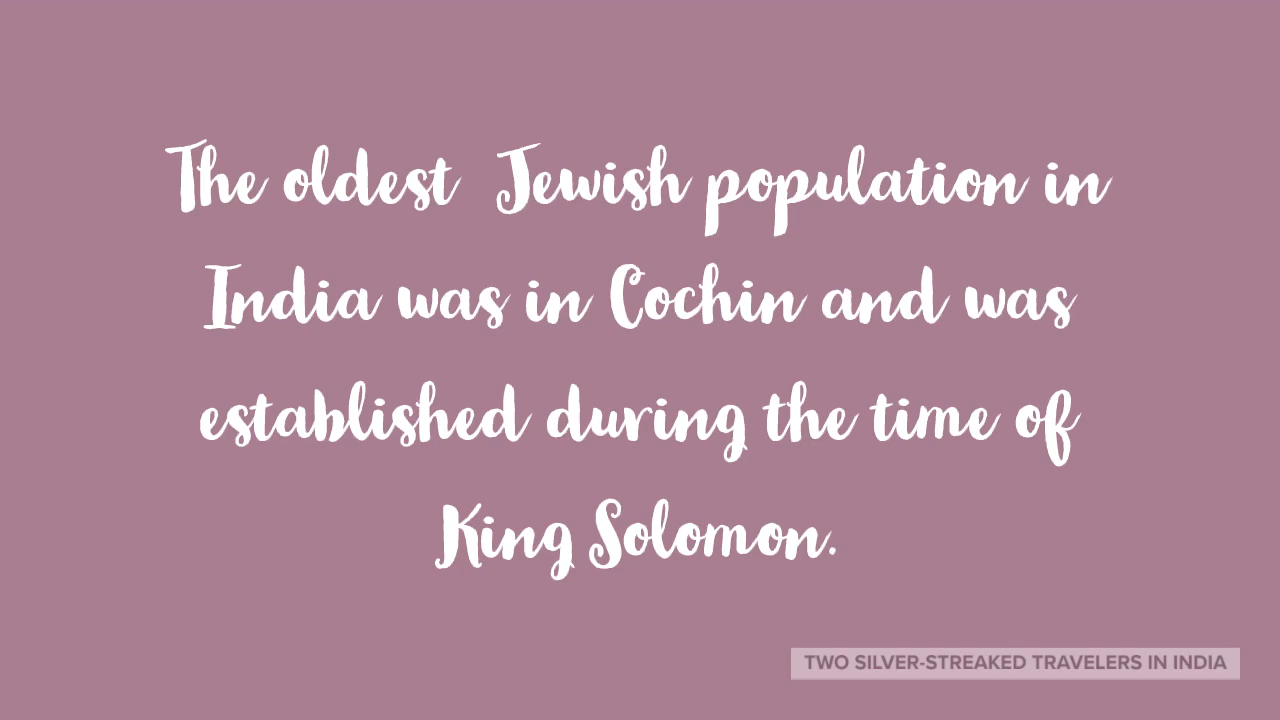 The oldest Jewish population in
India was in Cochin and was
established during the time of
King Solomon.
TWO SILVER-STREAKED TRAVELERS IN INDIA